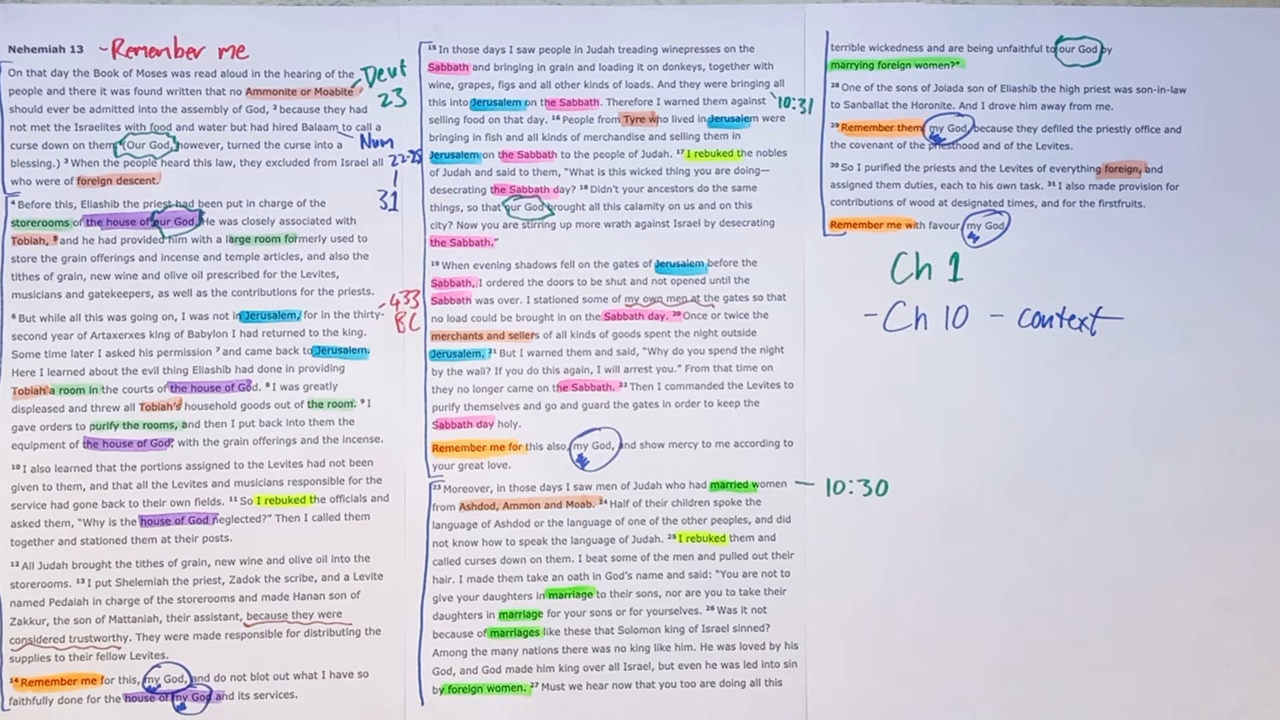 Nehemiah 13 ~Remember me
On that day the Book of Moses was read aloud in the hearing of the Deut
people and there it was found written that no Ammonite or Moabite 23
should ever be admitted into the assembly of God, ² because they had
not met the Israelites with food and water but had hired Balaam to call a
curse down on them. (Our God, however, turned the curse into a Num
blessing.) ³ When the people heard this law, they excluded from Israel all 22-25
who were of foreign descent. 31
⁴ Before this, Eliashib the priest had been put in charge of the
storerooms of the house of our God. He was closely associated with
Tobiah, ⁵ and he had provided him with a large room formerly used to
store the grain offerings and incense and temple articles, and also the
tithes of grain, new wine and olive oil prescribed for the Levites,
musicians and gatekeepers, as well as the contributions for the priests.
⁶ But while all this was going on, I was not in Jerusalem, for in the thirty- -433
second year of Artaxerxes king of Babylon I had returned to the king. BC
Some time later I asked his permission ⁷ and came back to Jerusalem.
Here I learned about the evil thing Eliashib had done in providing
Tobiah a room in the courts of the house of God. ⁸ I was greatly
displeased and threw all Tobiah's household goods out of the room. ⁹ I
gave orders to purify the rooms, and then I put back into them the
equipment of the house of God, with the grain offerings and the incense.
¹⁰ I also learned that the portions assigned to the Levites had not been
given to them, and that all the Levites and musicians responsible for the
service had gone back to their own fields. ¹¹ So I rebuked the officials and
asked them, "Why is the house of God neglected?" Then I called them
together and stationed them at their posts.
¹² All Judah brought the tithes of grain, new wine and olive oil into the
storerooms. ¹³ I put Shelemiah the priest, Zadok the scribe, and a Levite
named Pedaiah in charge of the storerooms and made Hanan son of
Zakkur, the son of Mattaniah, their assistant, because they were
considered trustworthy. They were made responsible for distributing the
supplies to their fellow Levites.
¹⁴ Remember me for this, my God, and do not blot out what I have so
faithfully done for the house of my God and its services.
¹⁵ In those days I saw people in Judah treading winepresses on the
Sabbath and bringing in grain and loading it on donkeys, together with
wine, grapes, figs and all other kinds of loads. And they were bringing all
this into Jerusalem on the Sabbath. Therefore I warned them against 10:31
selling food on that day. ¹⁶ People from Tyre who lived in Jerusalem were
bringing in fish and all kinds of merchandise and selling them in
Jerusalem on the Sabbath to the people of Judah. ¹⁷ I rebuked the nobles
of Judah and said to them, "What is this wicked thing you are doing—
desecrating the Sabbath day? ¹⁸ Didn't your ancestors do the same
things, so that our God brought all this calamity on us and on this
city? Now you are stirring up more wrath against Israel by desecrating
the Sabbath."
¹⁹ When evening shadows fell on the gates of Jerusalem before the
Sabbath, I ordered the doors to be shut and not opened until the
Sabbath was over. I stationed some of my own men at the gates so that
no load could be brought in on the Sabbath day. ²⁰ Once or twice the
merchants and sellers of all kinds of goods spent the night outside
Jerusalem. ²¹ But I warned them and said, "Why do you spend the night
by the wall? If you do this again, I will arrest you." From that time on
they no longer came on the Sabbath. ²² Then I commanded the Levites to
purify themselves and go and guard the gates in order to keep the
Sabbath day holy.
Remember me for this also, my God, and show mercy to me according to
your great love.
²³ Moreover, in those days I saw men of Judah who had married women — 10:30
from Ashdod, Ammon and Moab. ²⁴ Half of their children spoke the
language of Ashdod or the language of one of the other peoples, and did
not know how to speak the language of Judah. ²⁵ I rebuked them and
called curses down on them. I beat some of the men and pulled out their
hair. I made them take an oath in God's name and said: "You are not to
give your daughters in marriage to their sons, nor are you to take their
daughters in marriage for your sons or for yourselves. ²⁶ Was it not
because of marriages like these that Solomon king of Israel sinned?
Among the many nations there was no king like him. He was loved by his
God, and God made him king over all Israel, but even he was led into sin
by foreign women. ²⁷ Must we hear now that you too are doing all this
terrible wickedness and are being unfaithful to our God by
marrying foreign women?"
²⁸ One of the sons of Joiada son of Eliashib the high priest was son-in-law
to Sanballat the Horonite. And I drove him away from me.
²⁹ Remember them, my God, because they defiled the priestly office and
the covenant of the priesthood and of the Levites.
³⁰ So I purified the priests and the Levites of everything foreign, and
assigned them duties, each to his own task. ³¹ I also made provision for
contributions of wood at designated times, and for the firstfruits.
Remember me with favour, my God.
Ch 1
- Ch 10 - context